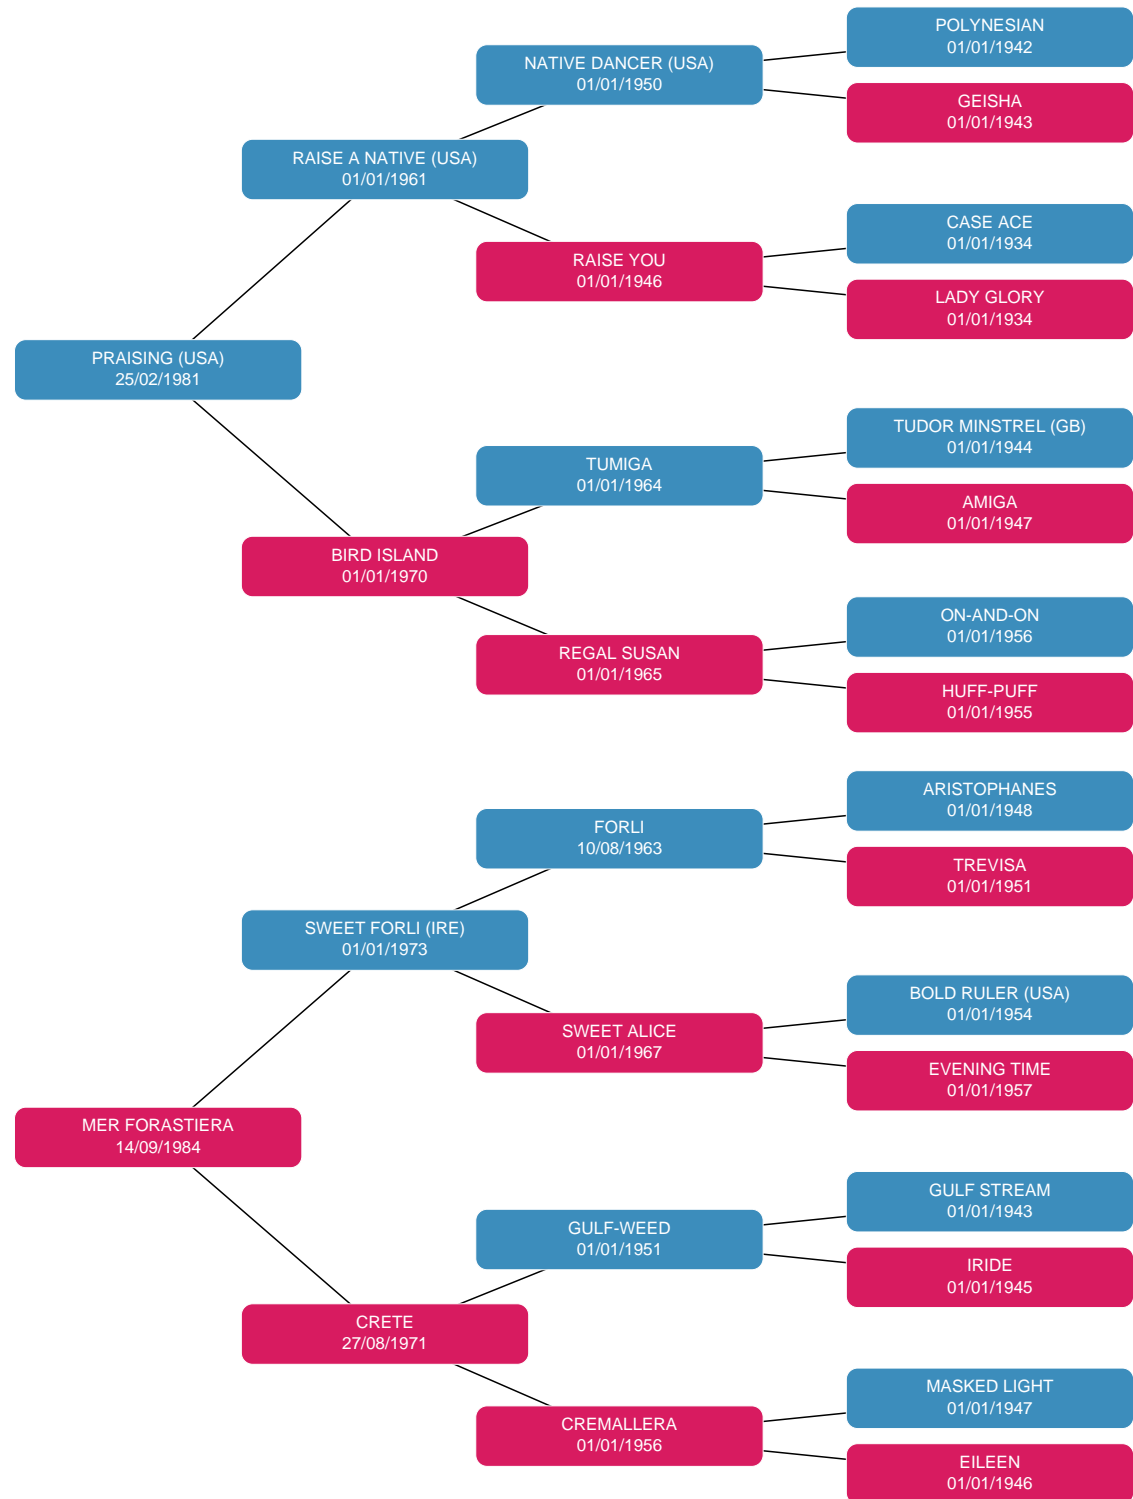 POLYNESIAN
01/01/1942
NATIVE DANCER (USA)
01/01/1950
GEISHA
01/01/1943
RAISE A NATIVE (USA)
01/01/1961
CASE ACE
01/01/1934
RAISE YOU
01/01/1946
LADY GLORY
01/01/1934
PRAISING (USA)
25/02/1981
TUDOR MINSTREL (GB)
01/01/1944
TUMIGA
01/01/1964
AMIGA
01/01/1947
BIRD ISLAND
01/01/1970
ON-AND-ON
01/01/1956
REGAL SUSAN
01/01/1965
HUFF-PUFF
01/01/1955
ARISTOPHANES
01/01/1948
FORLI
10/08/1963
TREVISA
01/01/1951
SWEET FORLI (IRE)
01/01/1973
BOLD RULER (USA)
01/01/1954
SWEET ALICE
01/01/1967
EVENING TIME
01/01/1957
MER FORASTIERA
14/09/1984
GULF STREAM
01/01/1943
GULF-WEED
01/01/1951
IRIDE
01/01/1945
CRETE
27/08/1971
MASKED LIGHT
01/01/1947
CREMALLERA
01/01/1956
EILEEN
01/01/1946